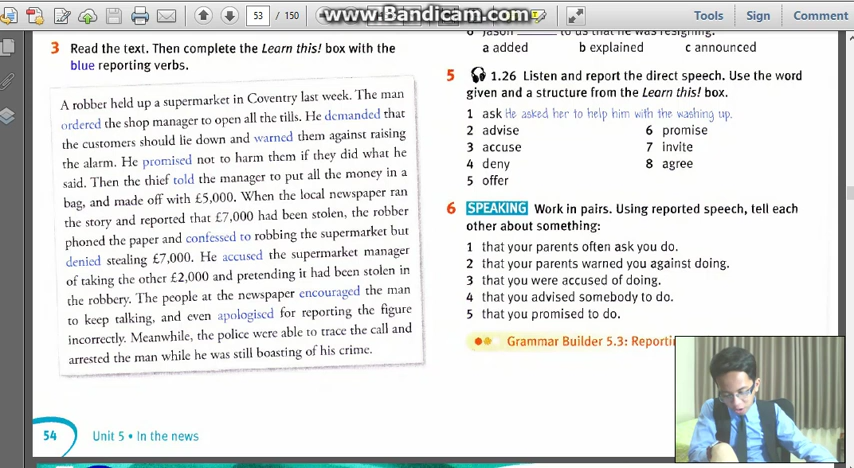 53 / 150
www.Bandicam.com
Tools
Sign
Comment
3 Read the text. Then complete the Learn this! box with the
blue reporting verbs.
A robber held up a supermarket in Coventry last week. The man
ordered the shop manager to open all the tills. He demanded that
the customers should lie down and warned them against raising
the alarm. He promised not to harm them if they did what he
said. Then the thief told the manager to put all the money in a
bag, and made off with £5,000. When the local newspaper ran
the story and reported that £7,000 had been stolen, the robber
phoned the paper and confessed to robbing the supermarket but
denied stealing £7,000. He accused the supermarket manager
of taking the other £2,000 and pretending it had been stolen in
the robbery. The people at the newspaper encouraged the man
to keep talking, and even apologised for reporting the figure
incorrectly. Meanwhile, the police were able to trace the call and
arrested the man while he was still boasting of his crime.
54 Unit 5 • In the news
6 Jason ______ to us that he was resigning.
a added b explained c announced
5 1.26 Listen and report the direct speech. Use the word
given and a structure from the Learn this! box.
1 ask He asked her to help him with the washing up.
2 advise 6 promise
3 accuse 7 invite
4 deny 8 agree
5 offer
6 SPEAKING Work in pairs. Using reported speech, tell each
other about something:
1 that your parents often ask you do.
2 that your parents warned you against doing.
3 that you were accused of doing.
4 that you advised somebody to do.
5 that you promised to do.
Grammar Builder 5.3: Reporti